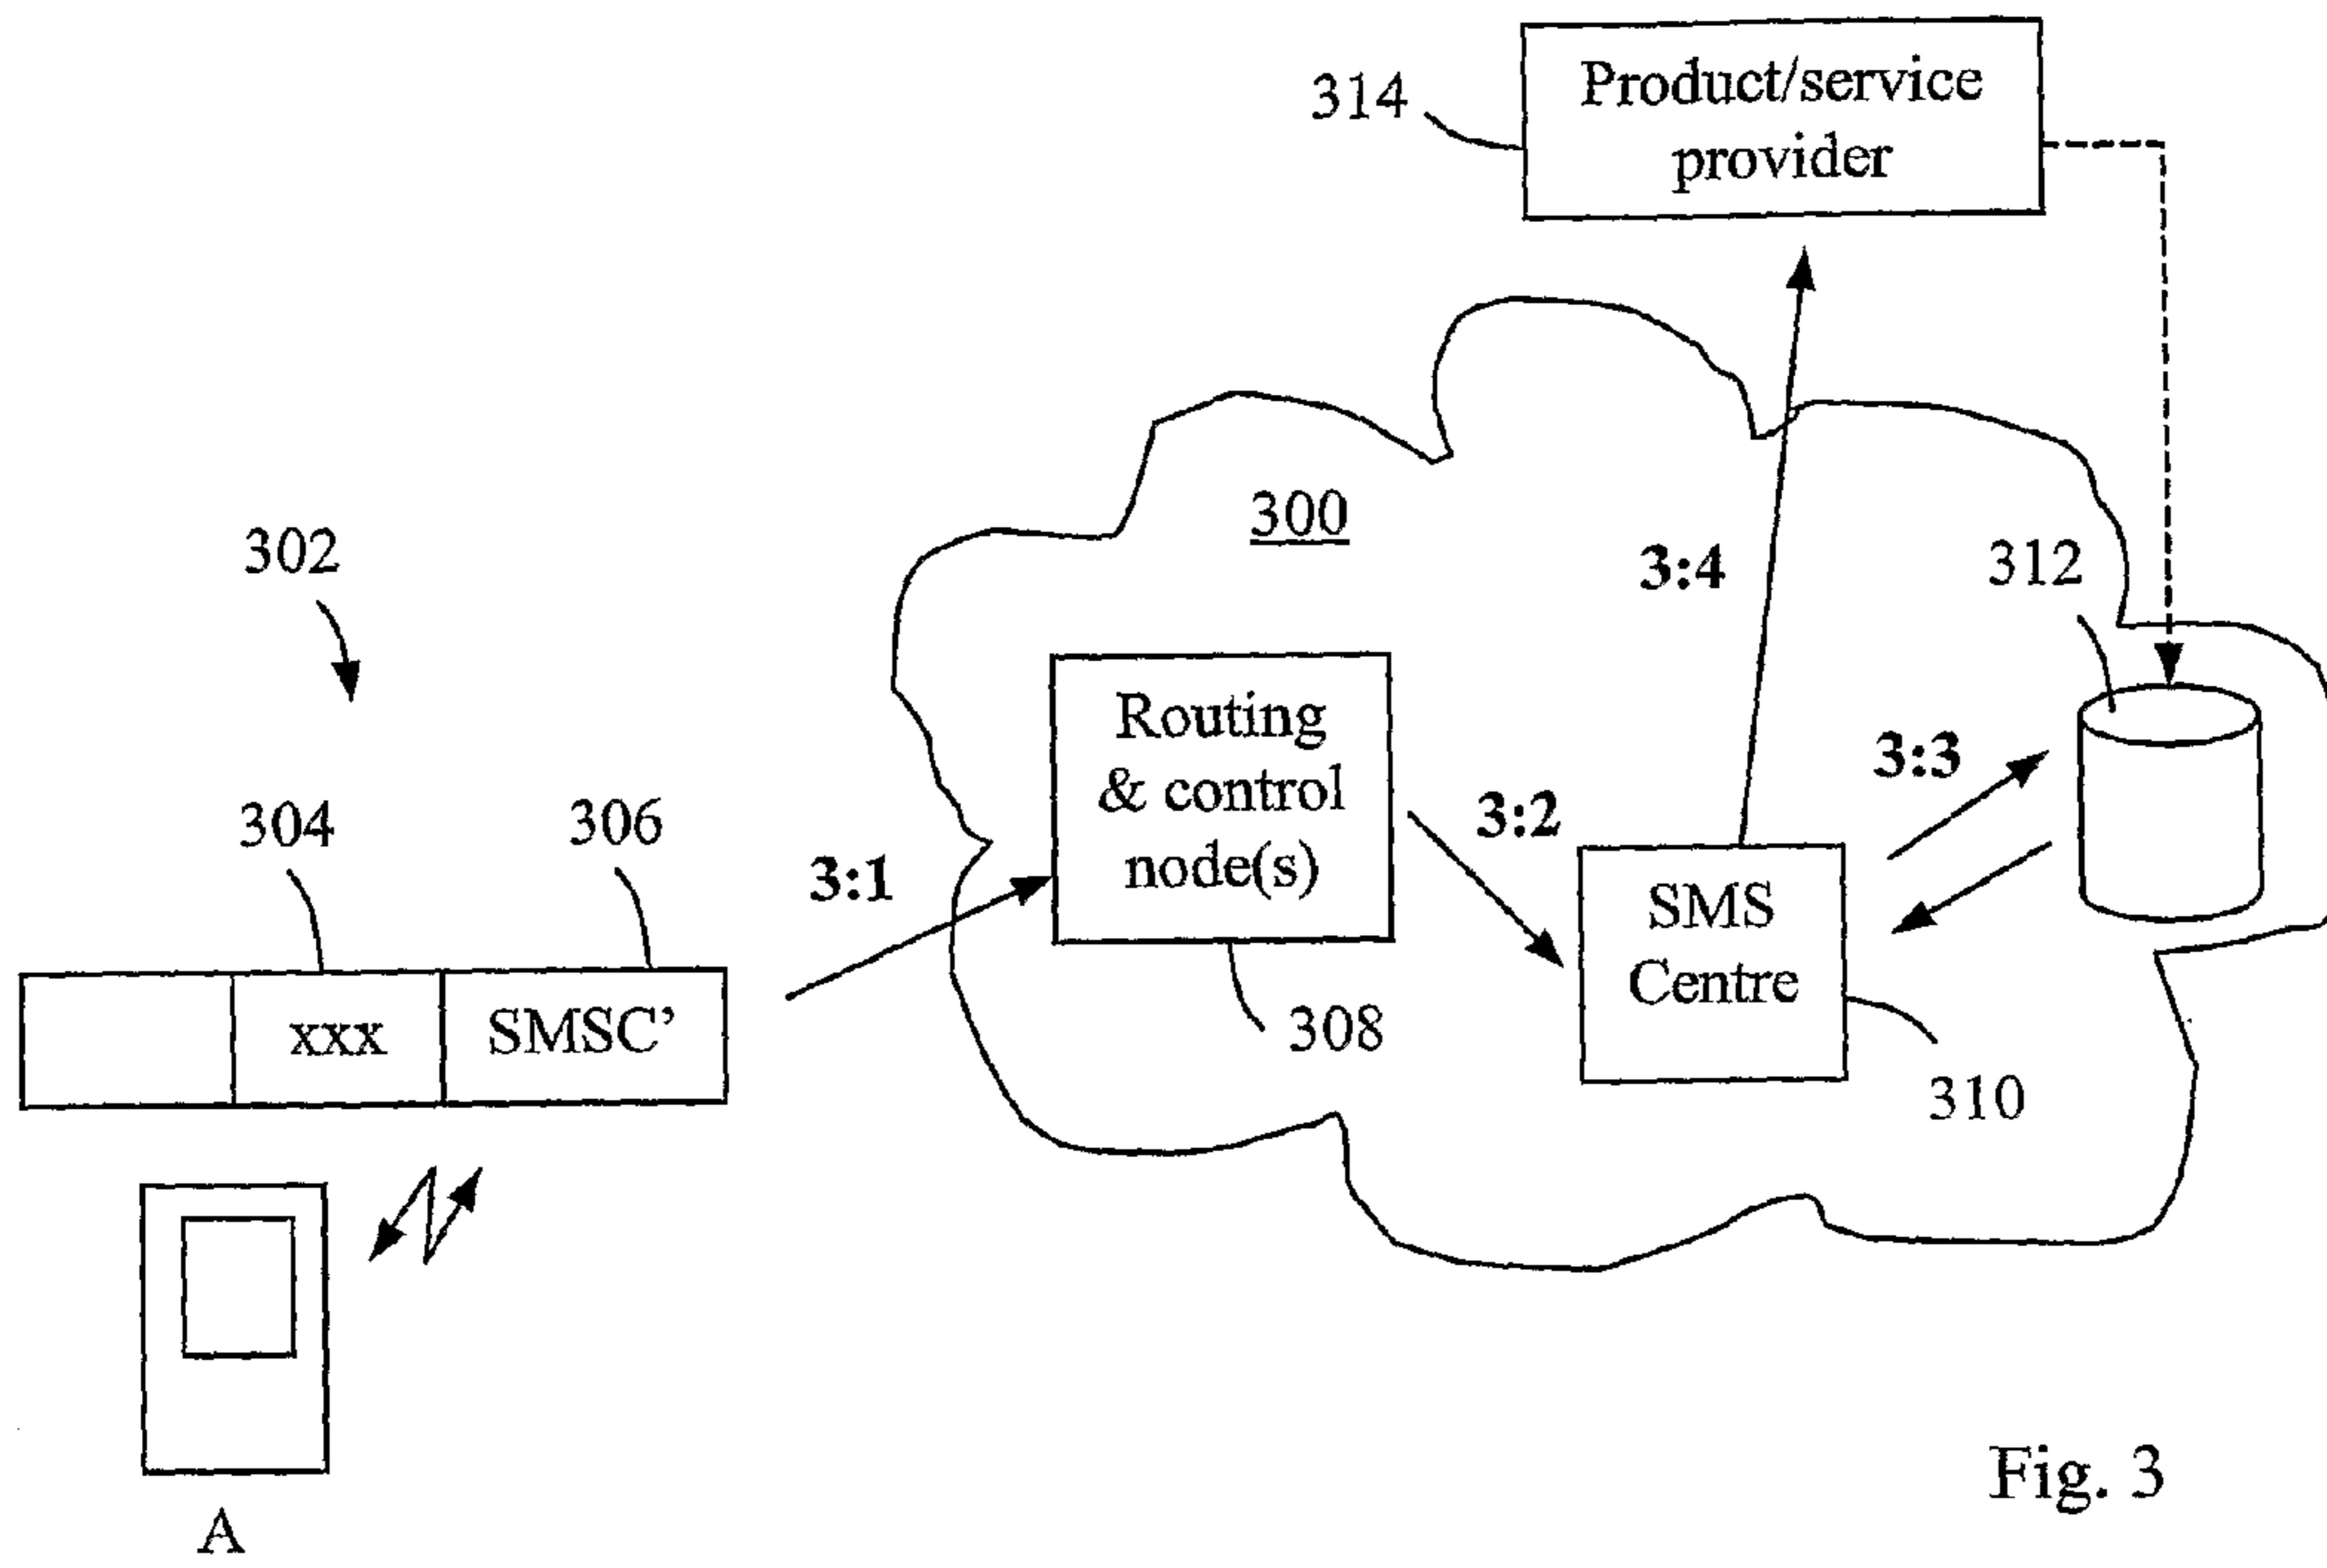 Product/service
provider
314
300
302
3:4
312
Routing
& control
node(s)
3:3
304
306
3:1
3:2
SMS
Centre
xxx
SMSC’
308
310
Fig. 3
A